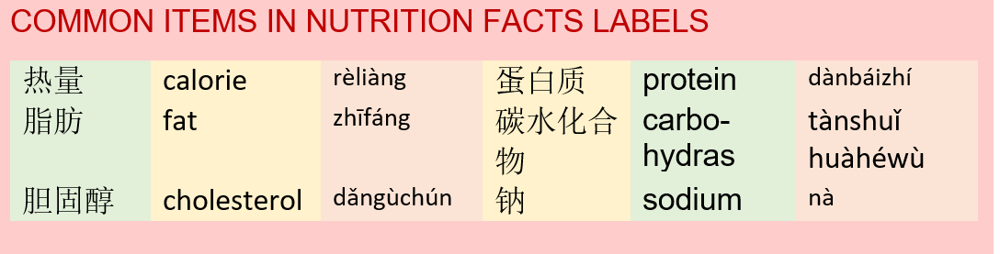 COMMON ITEMS IN NUTRITION FACTS LABELS
热量 calorie rèliàng 蛋白质 protein dànbáizhí
脂肪 fat zhīfáng 碳水化合 carbo- tànshuǐ
物 hydras huàhéwù
胆固醇 cholesterol dǎngùchún 钠 sodium nà